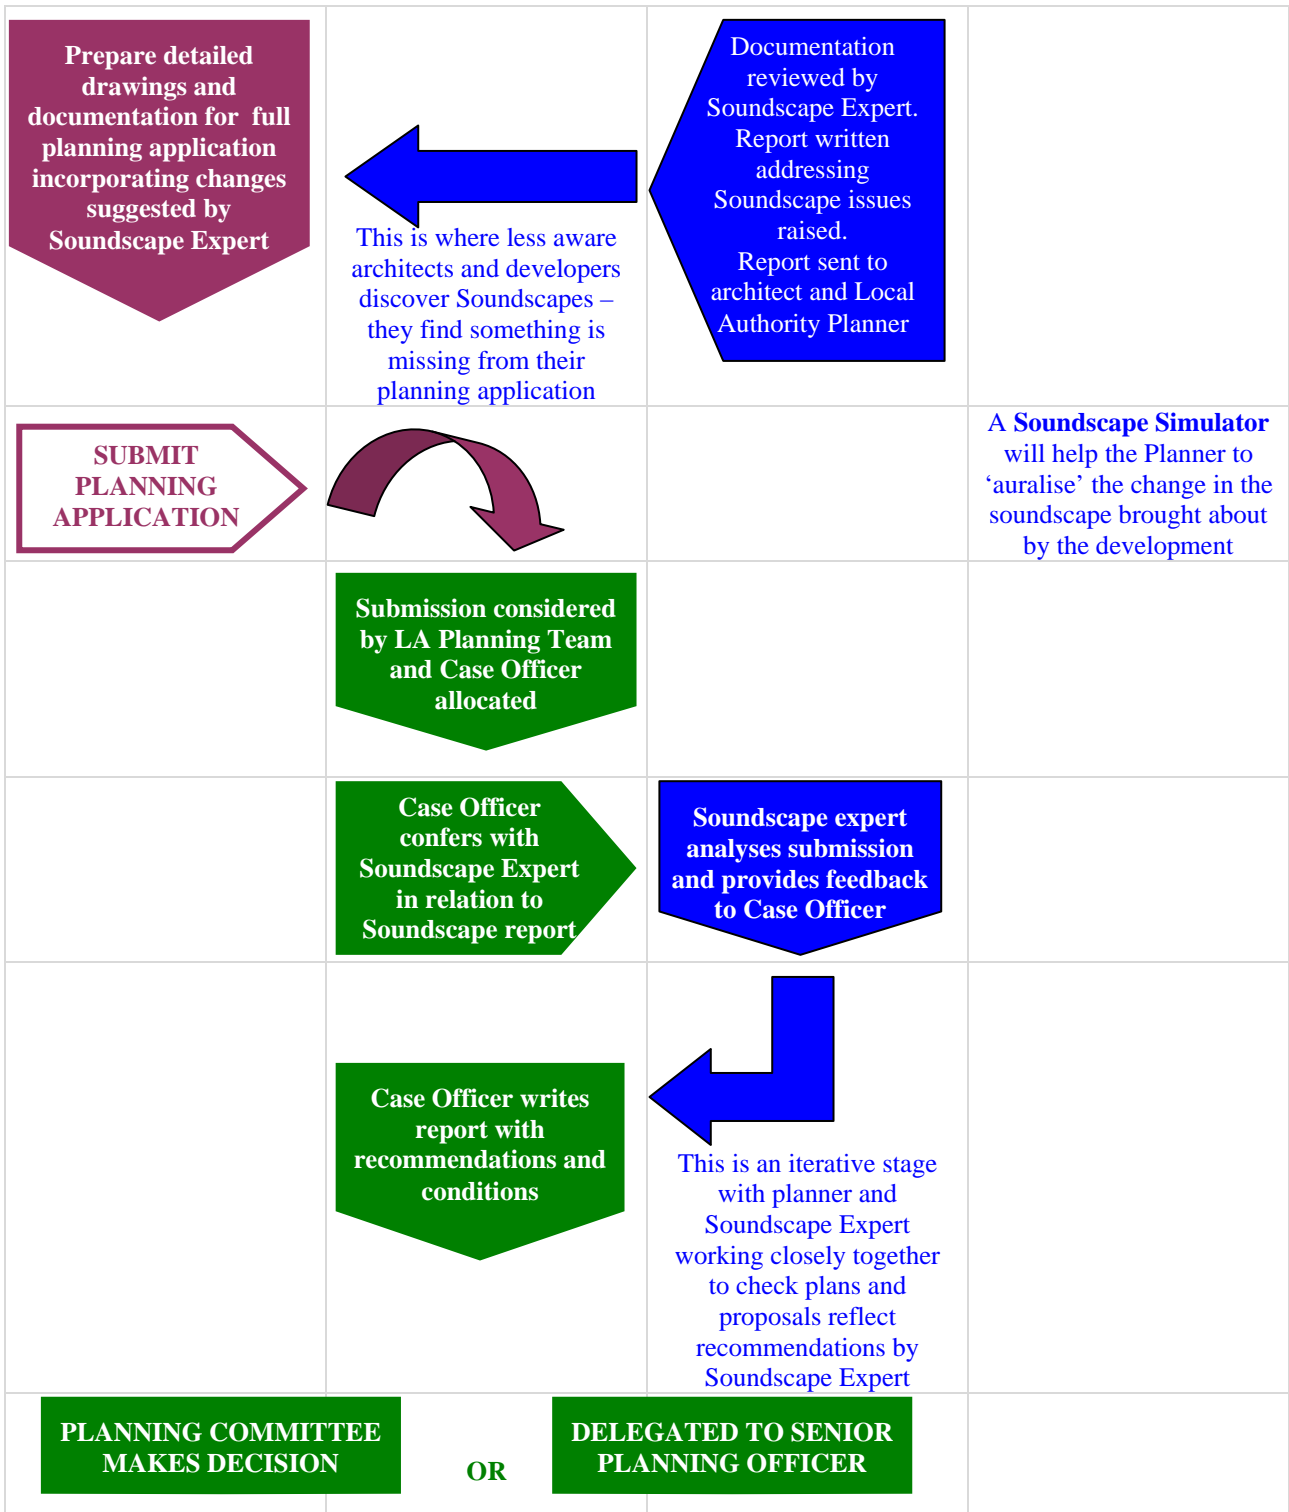 Prepare detailed
drawings and
documentation for  full
planning application
incorporating changes
suggested by
Soundscape Expert
This is where less aware
architects and developers
discover Soundscapes –
they find something is
missing from their
planning application
Documentation
reviewed by
Soundscape Expert.
Report written
addressing
Soundscape issues
raised.
Report sent to
architect and Local
Authority Planner
SUBMIT
PLANNING
APPLICATION
A Soundscape Simulator
will help the Planner to
‘auralise’ the change in the
soundscape brought about
by the development
Submission considered
by LA Planning Team
and Case Officer
allocated
Case Officer
confers with
Soundscape Expert
in relation to
Soundscape report
Soundscape expert
analyses submission
and provides feedback
to Case Officer
Case Officer writes
report with
recommendations and
conditions
This is an iterative stage
with planner and
Soundscape Expert
working closely together
to check plans and
proposals reflect
recommendations by
Soundscape Expert
PLANNING COMMITTEE
MAKES DECISION
OR
DELEGATED TO SENIOR
PLANNING OFFICER